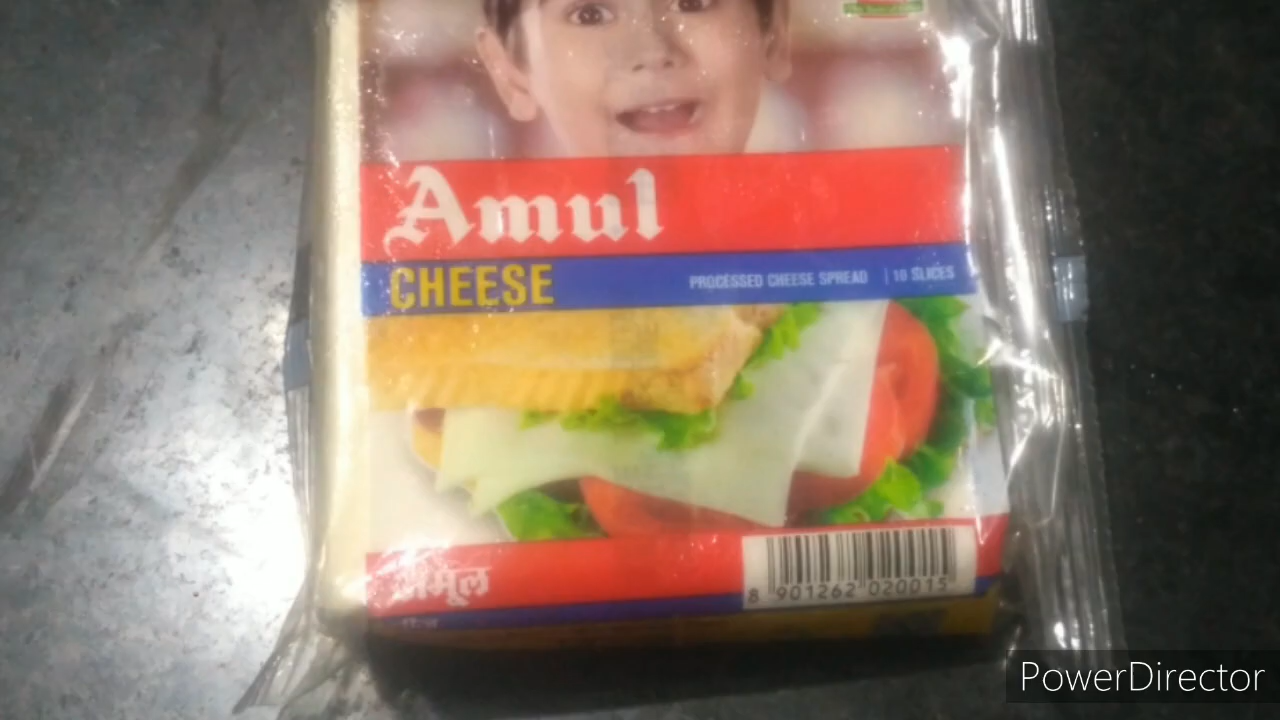 Amul
CHEESE
PROCESSED CHEESE SPREAD | 10 SLICES
अमूल
8 901262 020015
PowerDirector